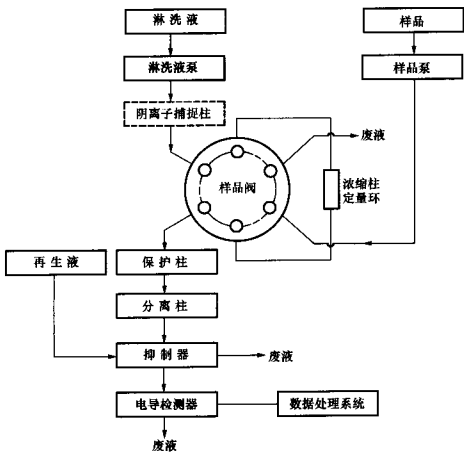 淋洗液
样品
淋洗液泵
样品泵
阴离子捕捉柱
废液
样品阀
浓缩柱
定量环
再生液
保护柱
分离柱
抑制器
废液
电导检测器
数据处理系统
废液